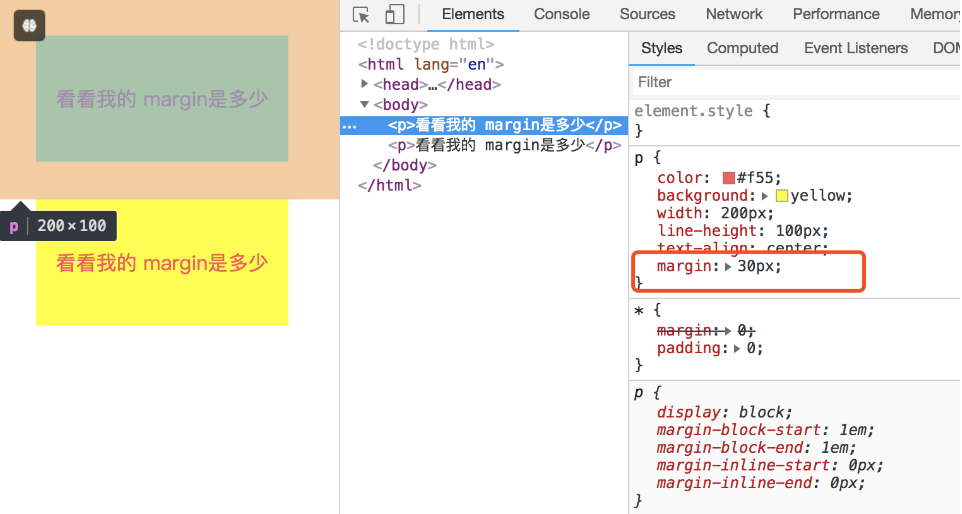 看看我的 margin是多少
p 200×100
看看我的 margin是多少
Elements Console Sources Network Performance Memory
<!doctype html>
<html lang="en">
<head>…</head>
<body>
<p>看看我的 margin是多少</p>
<p>看看我的 margin是多少</p>
</body>
</html>
Styles Computed Event Listeners DOM
Filter
element.style {
}
p {
color: #f55;
background: yellow;
width: 200px;
line-height: 100px;
text-align: center;
margin: 30px;
}
* {
margin: 0;
padding: 0;
}
p {
display: block;
margin-block-start: 1em;
margin-block-end: 1em;
margin-inline-start: 0px;
margin-inline-end: 0px;
}